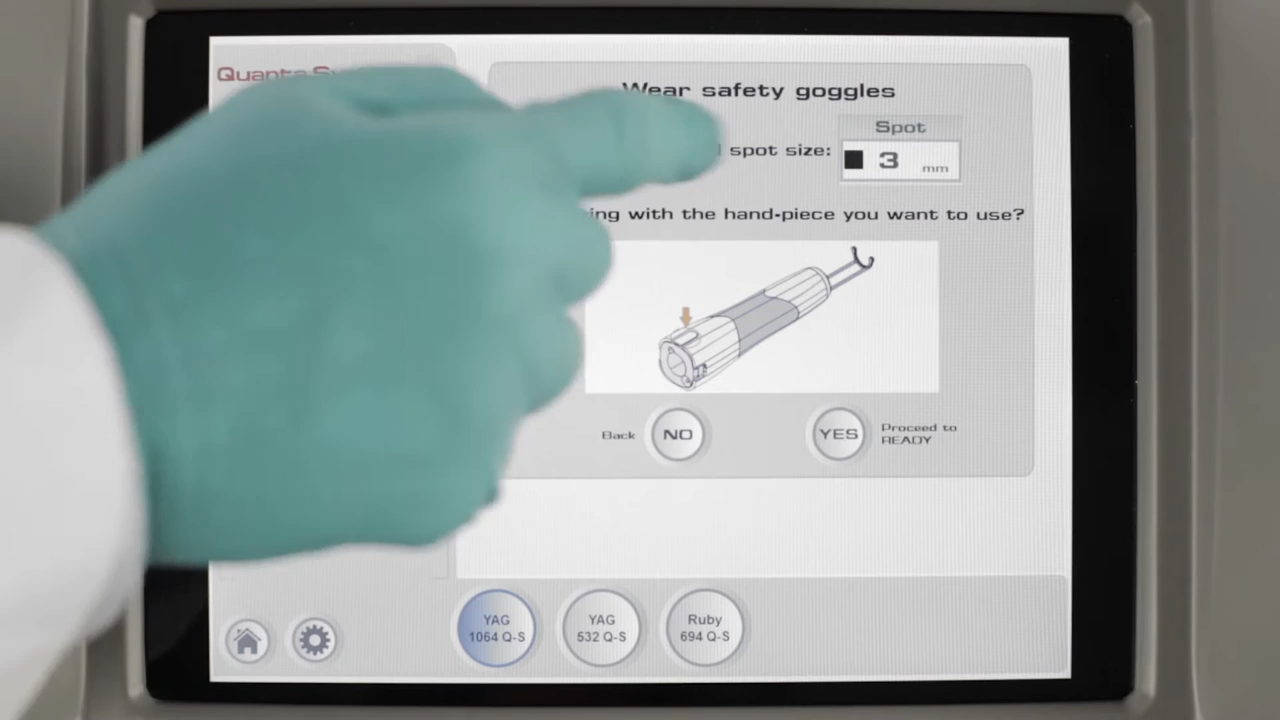 Wear safety goggles
Spot
spot size:
3 mm
with the hand-piece you want to use?
Back
NO
YES
Proceed to
READY
YAG
1064 Q-S
YAG
532 Q-S
Ruby
694 Q-S